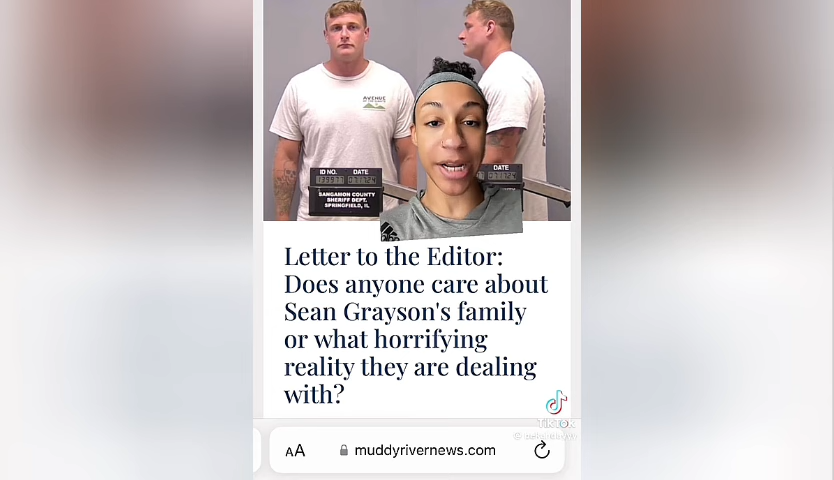 AVENUE
ID NO. DATE
SANGAMON COUNTY
SHERIFF DEPT.
SPRINGFIELD, IL
DATE
Letter to the Editor:
Does anyone care about
Sean Grayson's family
or what horrifying
reality they are dealing
with?
TikTok
AA muddyrivernews.com